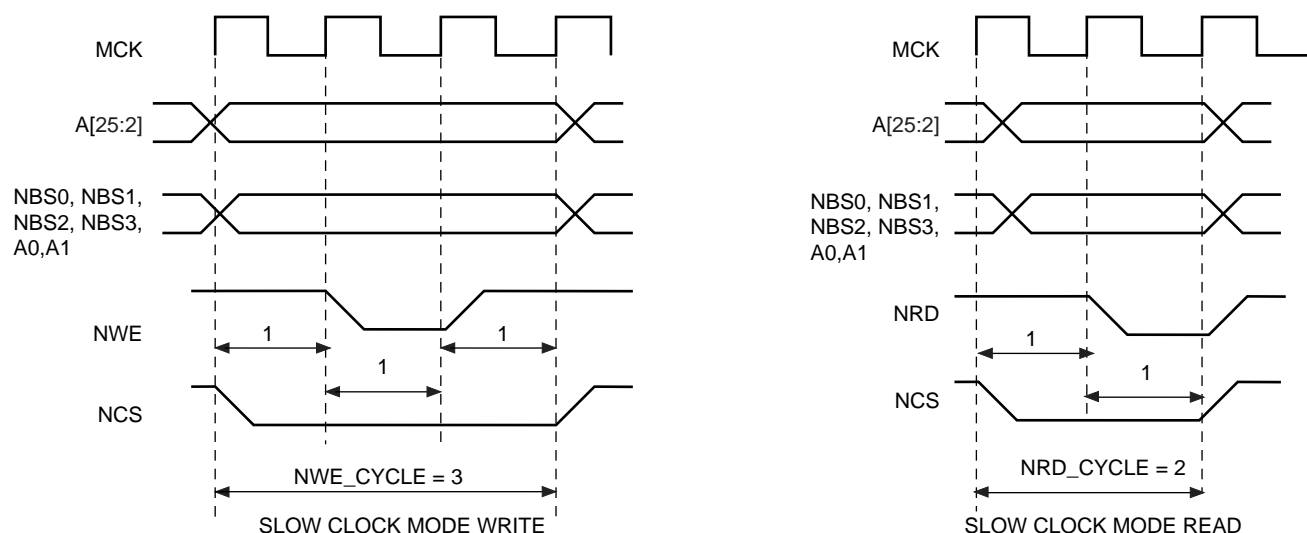 MCK
A[25:2]
NBS0, NBS1,
NBS2, NBS3,
A0,A1
NWE
1
1
1
NCS
NWE_CYCLE = 3
SLOW CLOCK MODE WRITE
MCK
A[25:2]
NBS0, NBS1,
NBS2, NBS3,
A0,A1
NRD
1
1
NCS
NRD_CYCLE = 2
SLOW CLOCK MODE READ